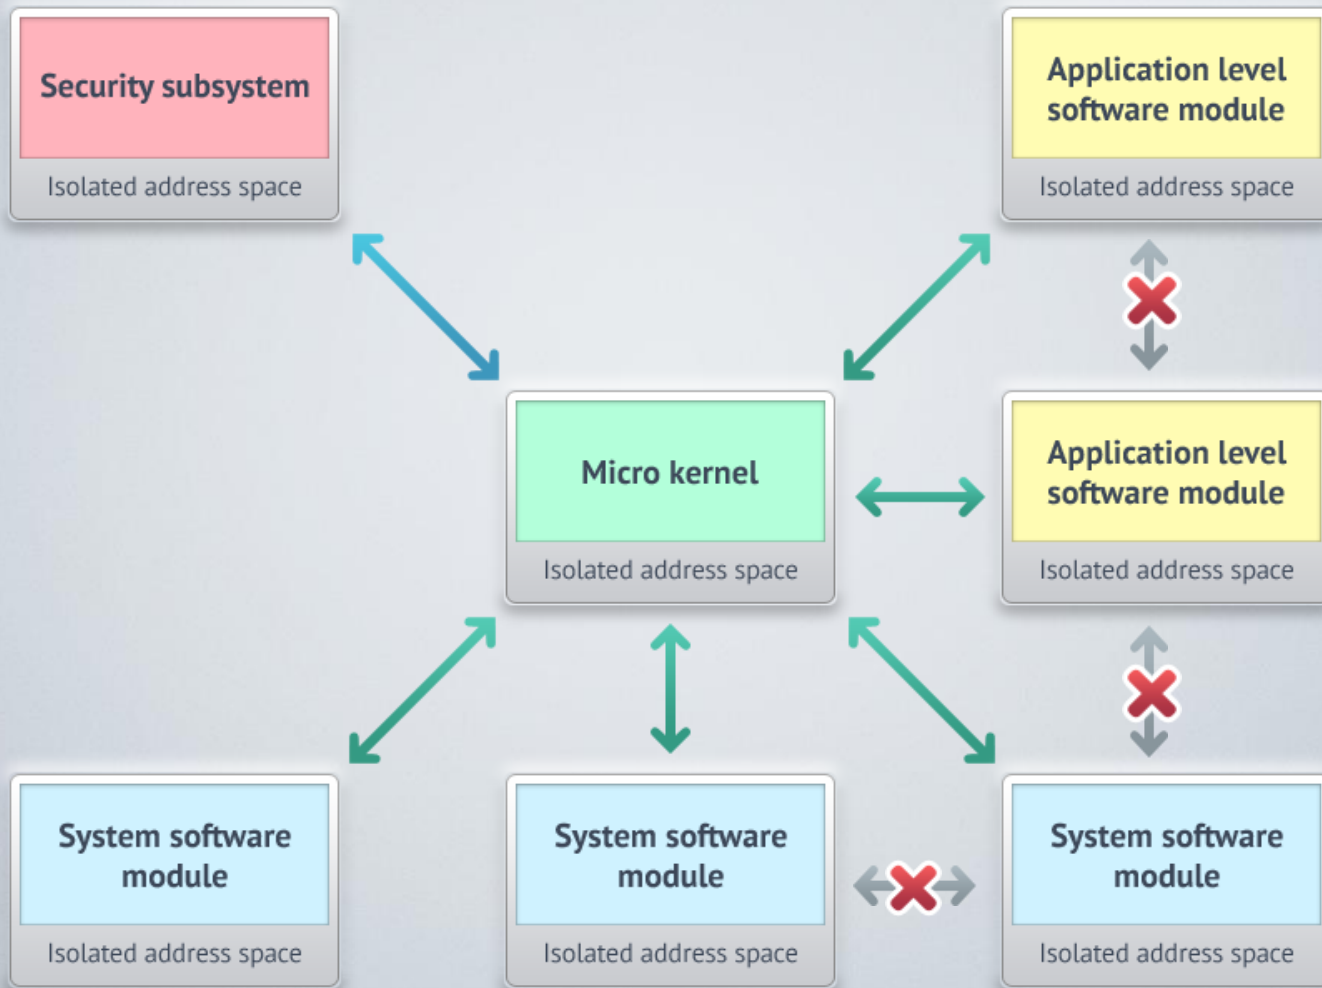 Security subsystem
Isolated address space
Application level
software module
Isolated address space
Micro kernel
Isolated address space
Application level
software module
Isolated address space
System software
module
Isolated address space
System software
module
Isolated address space
System software
module
Isolated address space